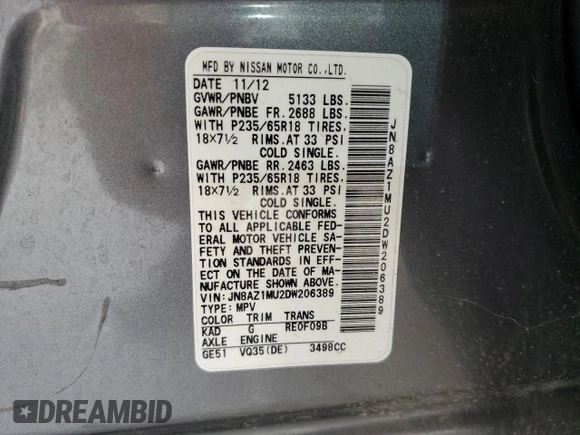 MFD BY NISSAN MOTOR CO.,LTD.
DATE 11/12
GVWR/PNBV 5133 LBS.
GAWR/PNBE FR. 2688 LBS.
WITH P235/65R18 TIRES.
18×7½ RIMS. AT 33 PSI
COLD SINGLE.
GAWR/PNBE RR. 2463 LBS.
WITH P235/65R18 TIRES.
18×7½ RIMS. AT 33 PSI
COLD SINGLE.
THIS VEHICLE CONFORMS
TO ALL APPLICABLE FED-
ERAL MOTOR VEHICLE SA-
FETY AND THEFT PREVEN-
TION STANDARDS IN EFF-
ECT ON THE DATE OF MA-
NUFACTURE SHOWN ABOVE.
VIN: JN8AZ1MU2DW206389
TYPE: MPV
COLOR TRIM TRANS
KAD G RE0F09B
AXLE ENGINE
GE51 VQ35(DE) 3498CC
JN8AZ1MU2DW206389
DREAMBID